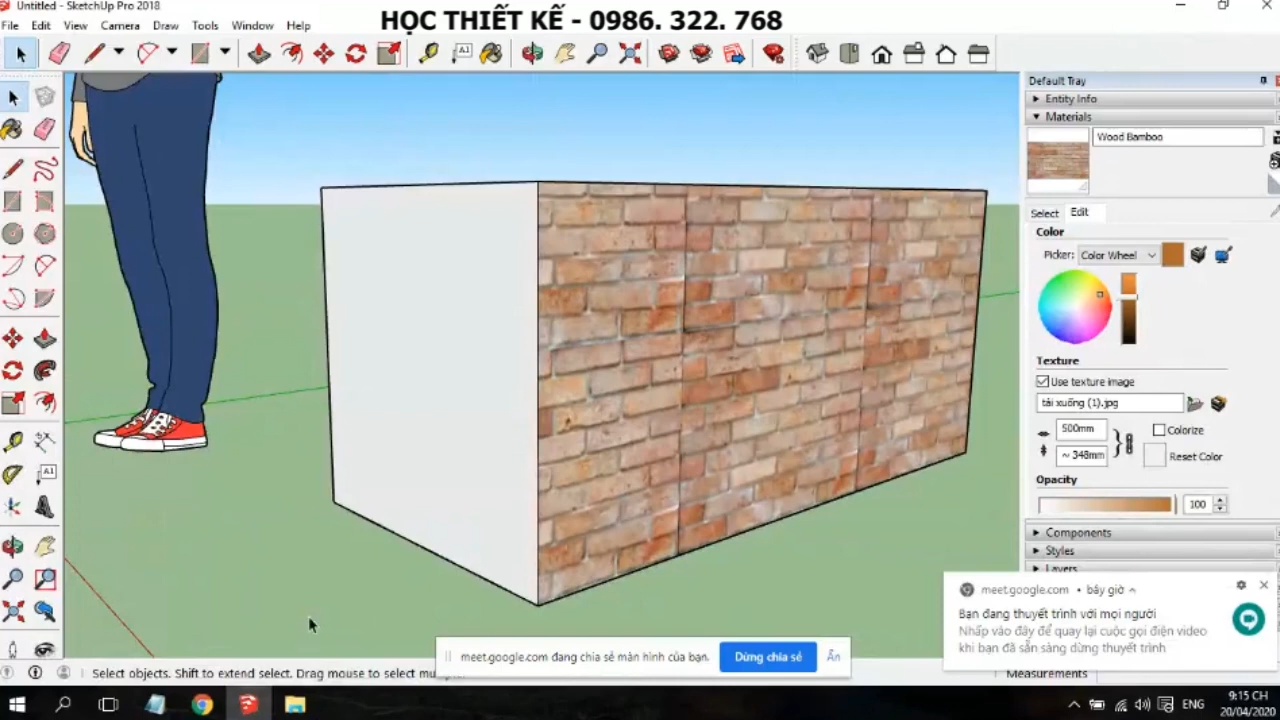 Untitled - SketchUp Pro 2018
HỌC THIẾT KẾ - 0986. 322. 768
File Edit View Camera Draw Tools Window Help
A1
Default Tray
Entity Info
Materials
Wood Bamboo
Select Edit
Color
Picker: Color Wheel
Texture
Use texture image
tải xuống (1).jpg
500mm
Colorize
~ 348mm
Reset Color
A1
Opacity
100
Components
Styles
Layers
meet.google.com • bây giờ
Bạn đang thuyết trình với mọi người
Nhấp vào đây để quay lại cuộc gọi điện video
khi bạn đã sẵn sàng dừng thuyết trình
meet.google.com đang chia sẻ màn hình của bạn.
Dừng chia sẻ
Ẩn
Select objects. Shift to extend select. Drag mouse to select
Measurements
ENG
9:15 CH
20/04/2020